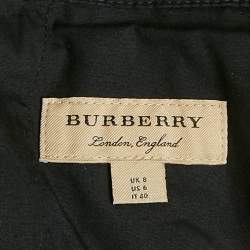 BURBERRY
London, England
UK 8
US 6
IT 40